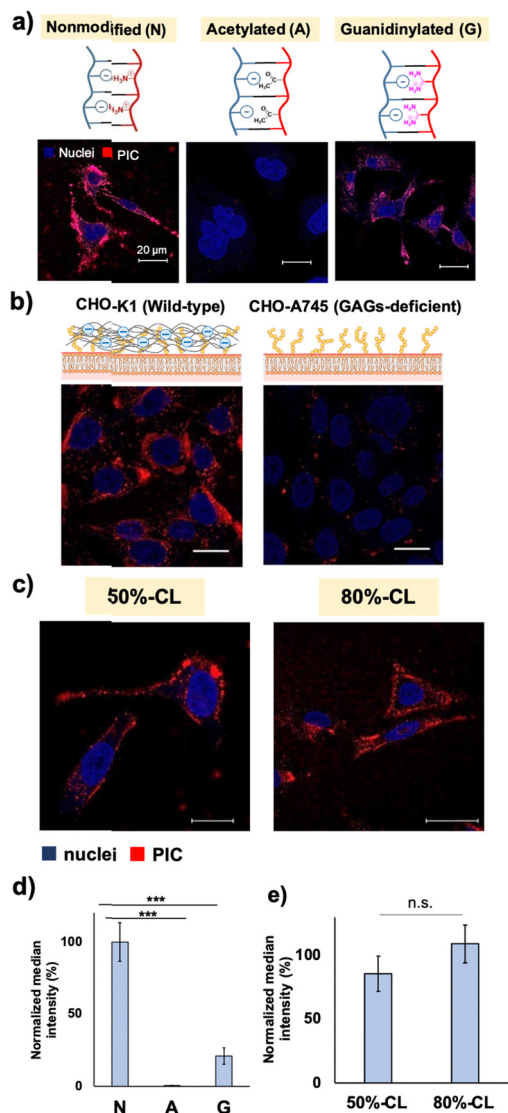 a)
Nonmodified (N)
Acetylated (A)
Guanidinylated (G)
Nuclei PIC
20 µm
b)
CHO-K1 (Wild-type)
CHO-A745 (GAGs-deficient)
c)
50%-CL
80%-CL
nuclei PIC
d)
***
***
Normalized median
intensity (%)
100
50
0
N A G
e)
n.s.
Normalized median
intensity (%)
100
50
0
50%-CL 80%-CL